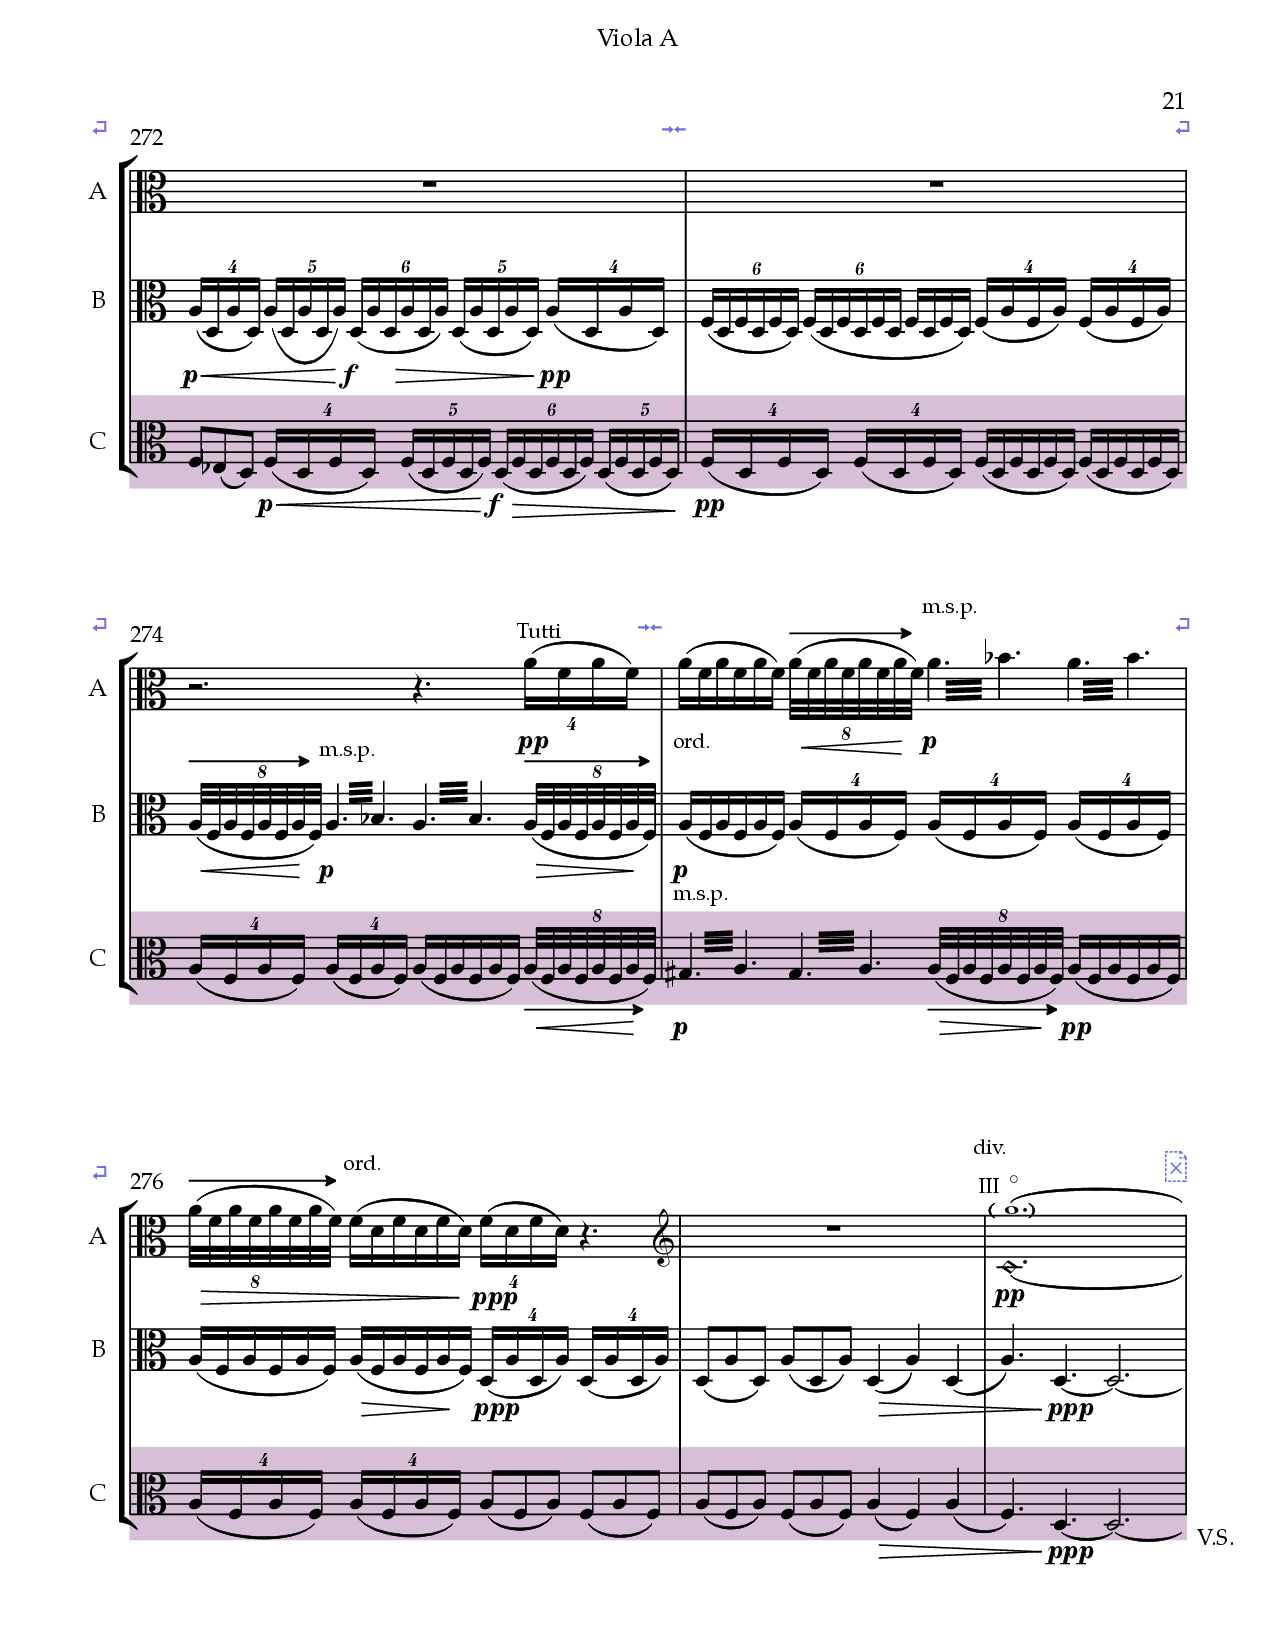 Viola A
21
272
A
4 5 6 5 4 6 6 4 4
B
p f pp
4 5 6 5 4 4
C
p f pp
m.s.p.
274
Tutti
A
4 8
pp ord. p
m.s.p.
8 8 4 4 4
B
p p
m.s.p.
4 4 8 8
C
p pp
div.
276
ord.
III
A
8 4
ppp pp
4 4
B
ppp ppp
4 4
C
V.S.
ppp